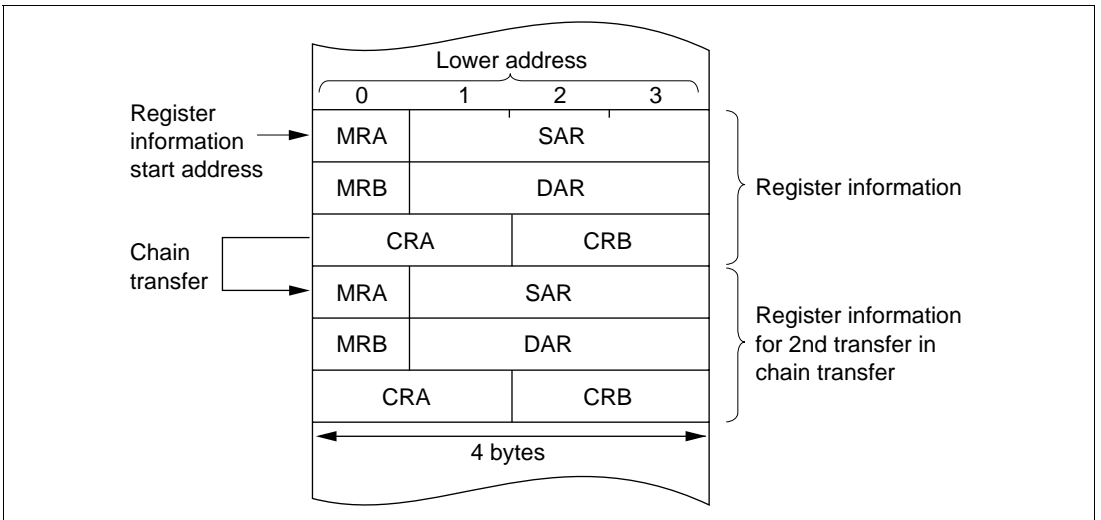 Lower address
0 1 2 3
Register
information
start address
MRA SAR
MRB DAR
Register information
CRA CRB
Chain
transfer
MRA SAR
MRB DAR
Register information
for 2nd transfer in
chain transfer
CRA CRB
4 bytes